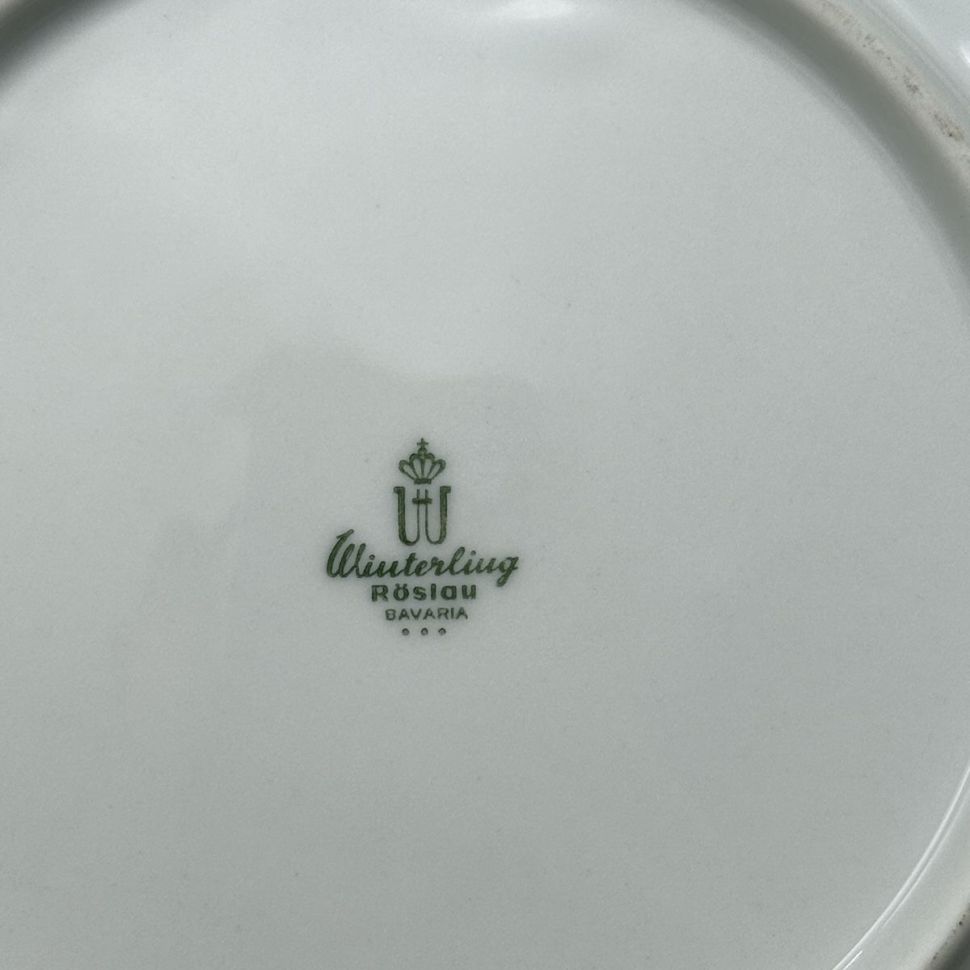 W
Winterling
Röslau
BAVARIA